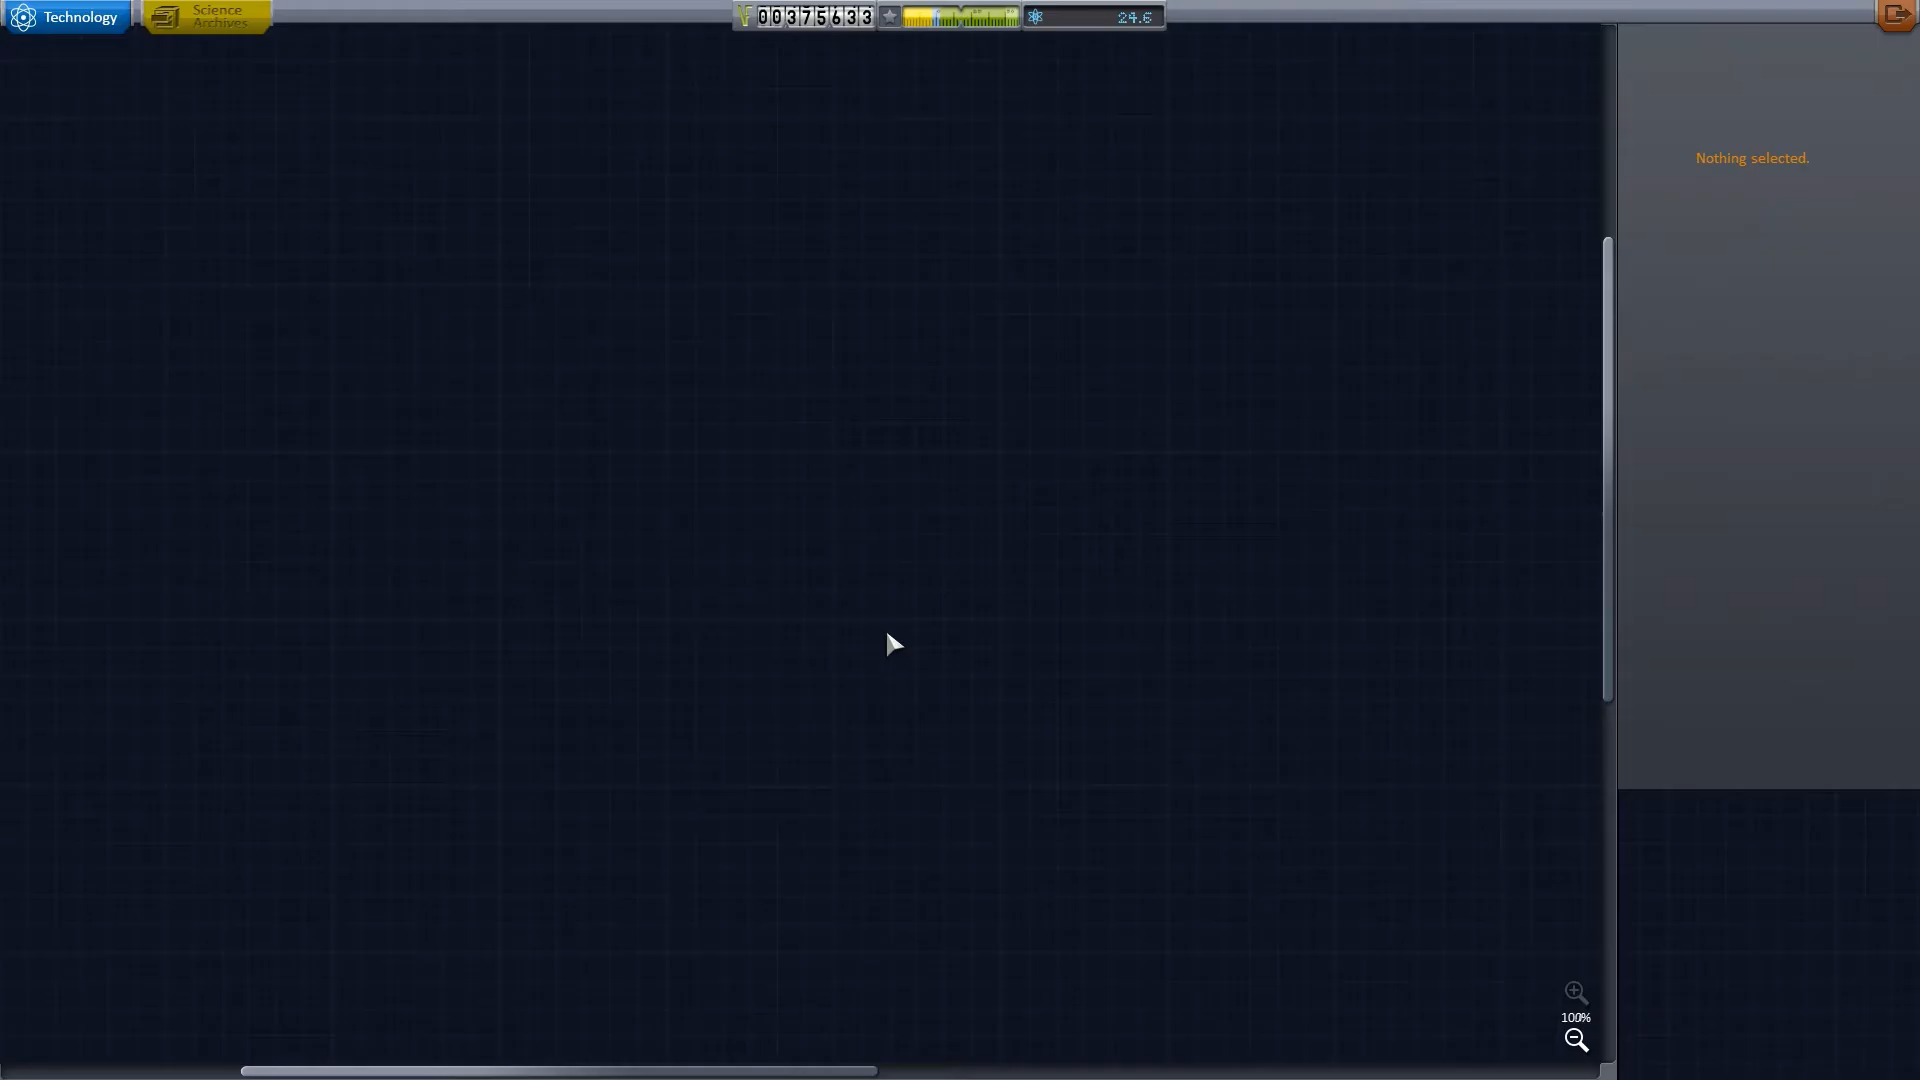 Technology
Science
Archives
00375633
24.6
Nothing selected.
100%